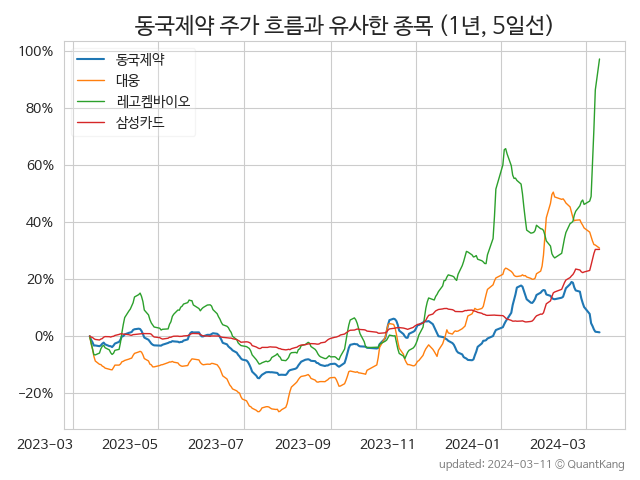 동국제약 주가 흐름과 유사한 종목 (1년, 5일선)
동국제약
대웅
레고켐바이오
삼성카드
100%
80%
60%
40%
20%
0%
−20%
2023-03
2023-05
2023-07
2023-09
2023-11
2024-01
2024-03
updated: 2024-03-11 © QuantKang